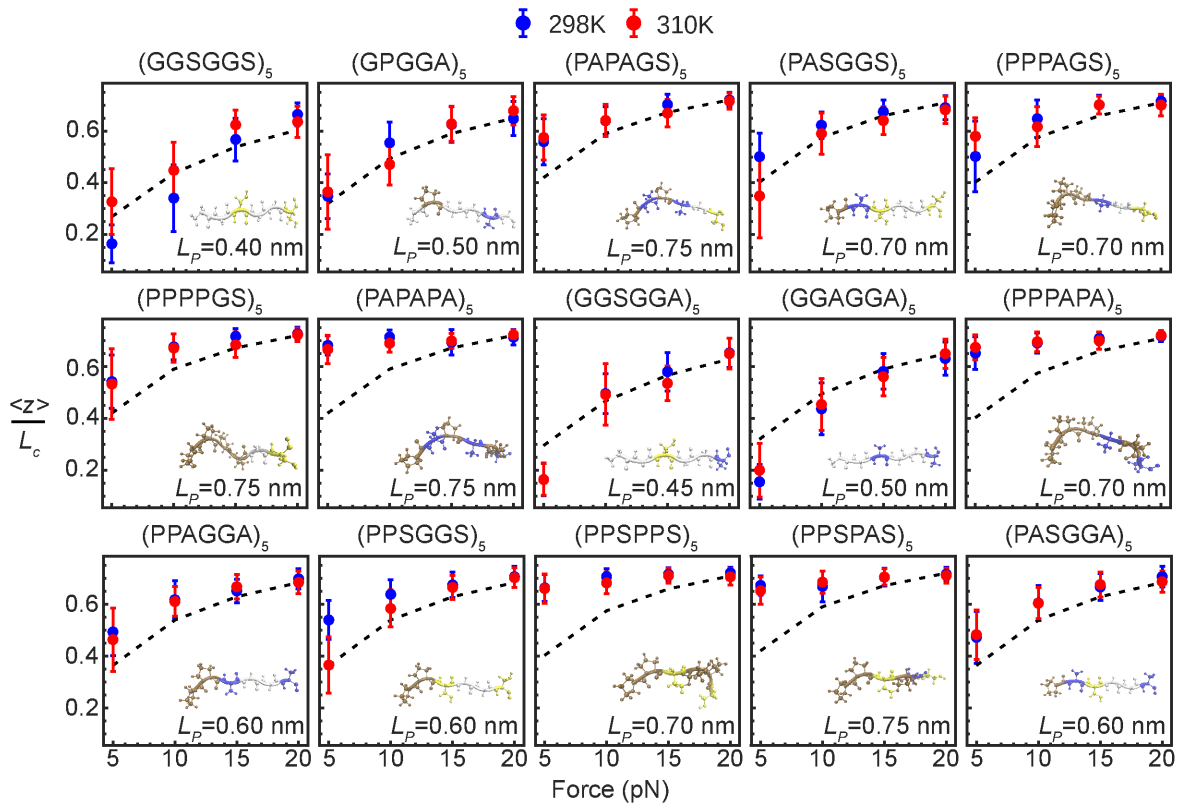 298K 310K
(GGSGGS)5 (GPGGA)5 (PAPAGS)5 (PASGGS)5 (PPPAGS)5
0.6
0.4
0.2
LP=0.40 nm LP=0.50 nm LP=0.75 nm LP=0.70 nm LP=0.70 nm
(PPPPGS)5 (PAPAPA)5 (GGSGGA)5 (GGAGGA)5 (PPPAPA)5
<z>
Lc
0.6
0.4
0.2
LP=0.75 nm LP=0.75 nm LP=0.45 nm LP=0.50 nm LP=0.70 nm
(PPAGGA)5 (PPSGGS)5 (PPSPPS)5 (PPSPAS)5 (PASGGA)5
0.6
0.4
0.2
LP=0.60 nm LP=0.60 nm LP=0.70 nm LP=0.75 nm LP=0.60 nm
5 10 15 20 5 10 15 20 5 10 15 20 5 10 15 20 5 10 15 20
Force (pN)